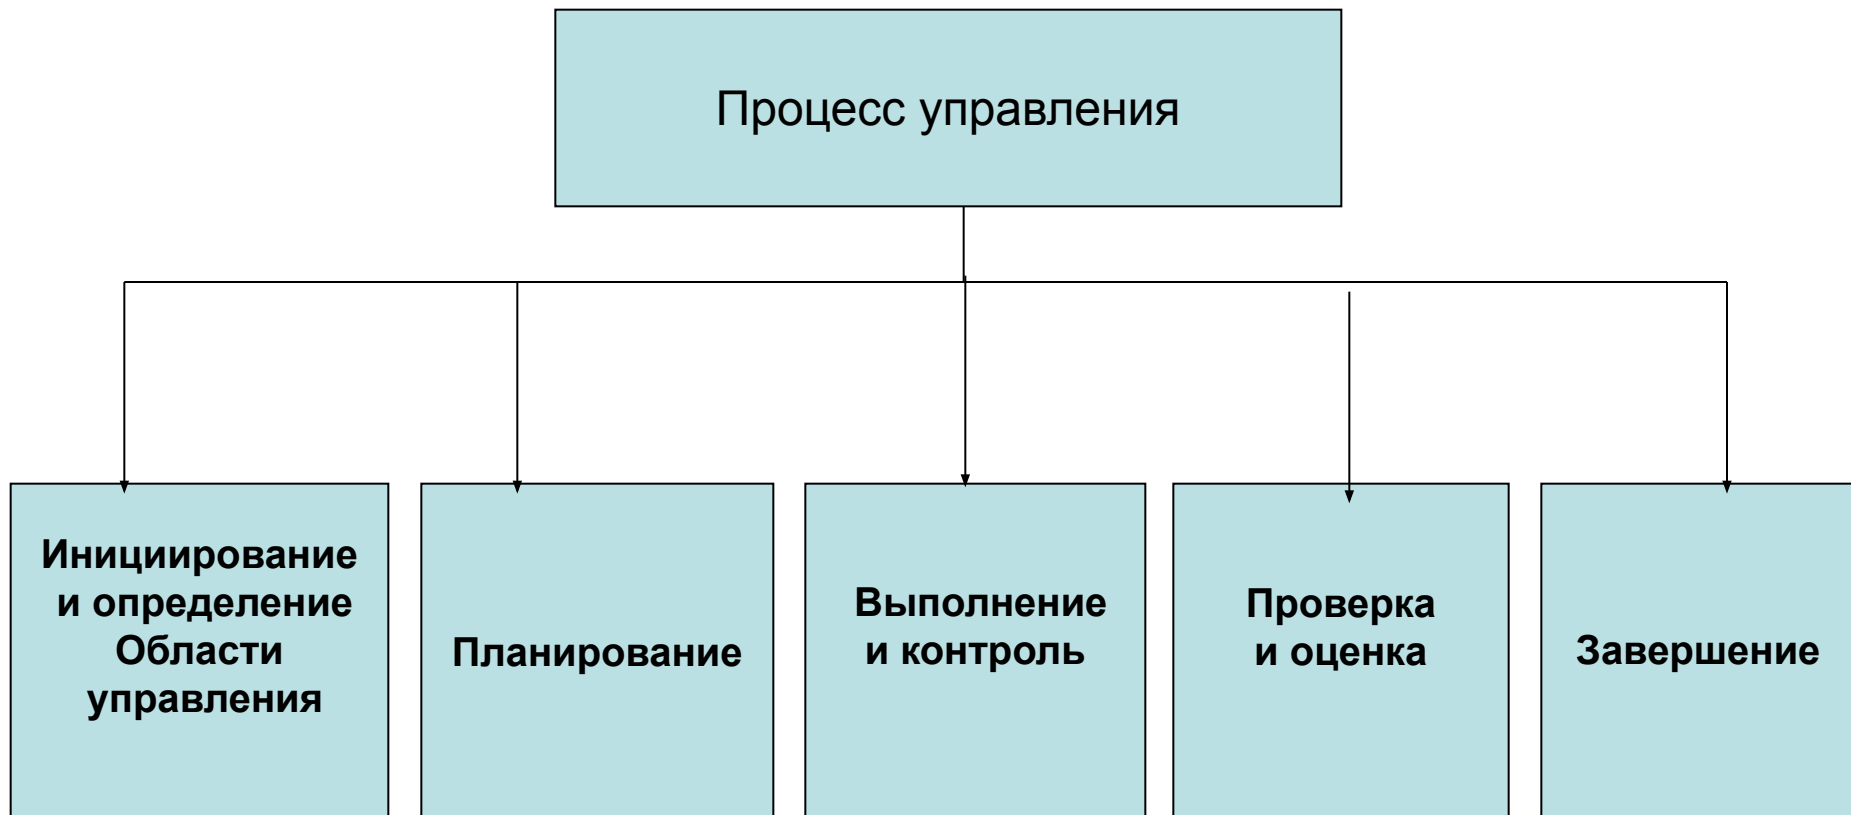 Процесс управления
Инициирование
и определение
Области
управления
Планирование
Выполнение
и контроль
Проверка
и оценка
Завершение